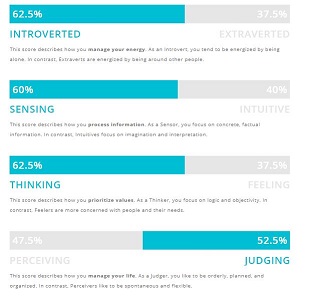 62.5% 37.5%
INTROVERTED EXTRAVERTED
This score describes how you manage your energy. As an Introvert, you tend to be energized by being
alone. In contrast, Extraverts are energized by being around other people.
60% 40%
SENSING INTUITIVE
This score describes how you process information. As a Sensor, you focus on concrete, factual
information. In contrast, Intuitives focus on imagination and interpretation.
62.5% 37.5%
THINKING FEELING
This score describes how you prioritize values. As a Thinker, you focus on logic and objectivity. In
contrast, Feelers are more concerned with people and their needs.
47.5% 52.5%
PERCEIVING JUDGING
This score describes how you manage your life. As a Judger, you like to be orderly, planned, and
organized. In contrast, Perceivers like to be spontaneous and flexible.